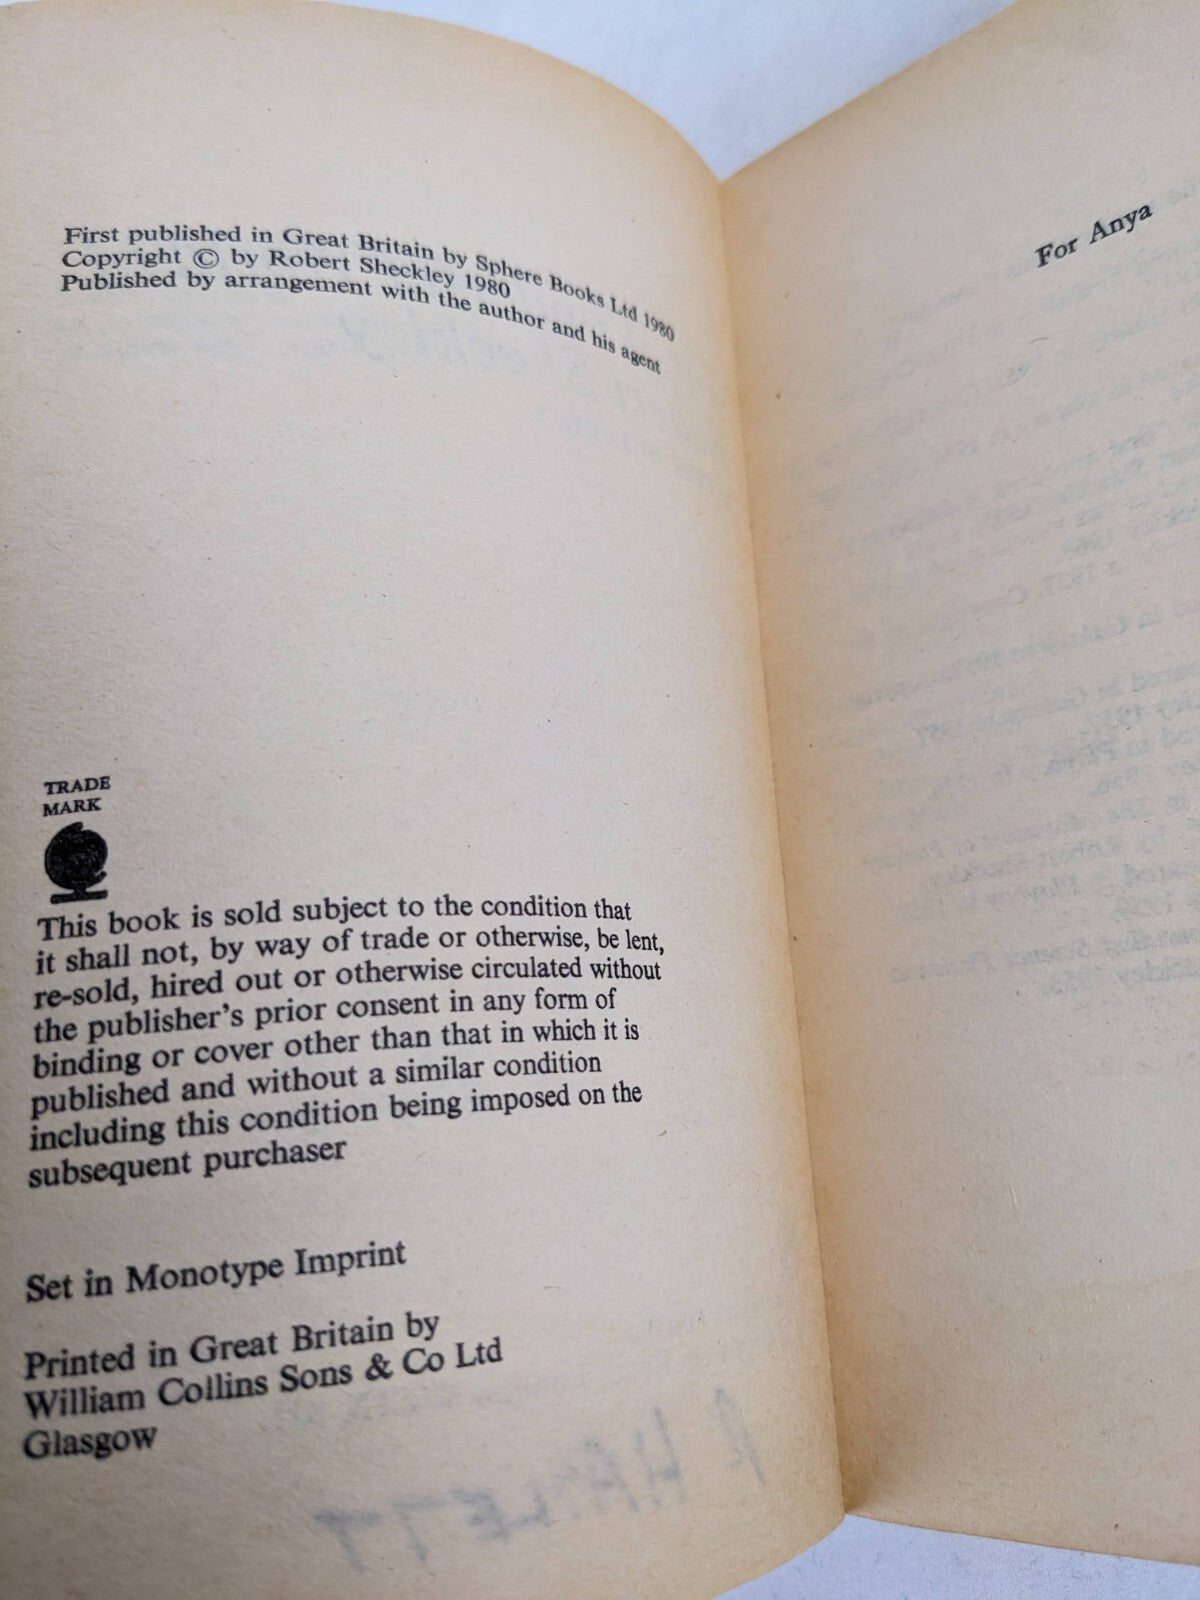 First published in Great Britain by Sphere Books Ltd 1980
Copyright © by Robert Sheckley 1980
Published by arrangement with the author and his agent
TRADE
MARK
This book is sold subject to the condition that
it shall not, by way of trade or otherwise, be lent,
re-sold, hired out or otherwise circulated without
the publisher's prior consent in any form of
binding or cover other than that in which it is
published and without a similar condition
including this condition being imposed on the
subsequent purchaser
Set in Monotype Imprint
Printed in Great Britain by
William Collins Sons & Co Ltd
Glasgow
For Anya